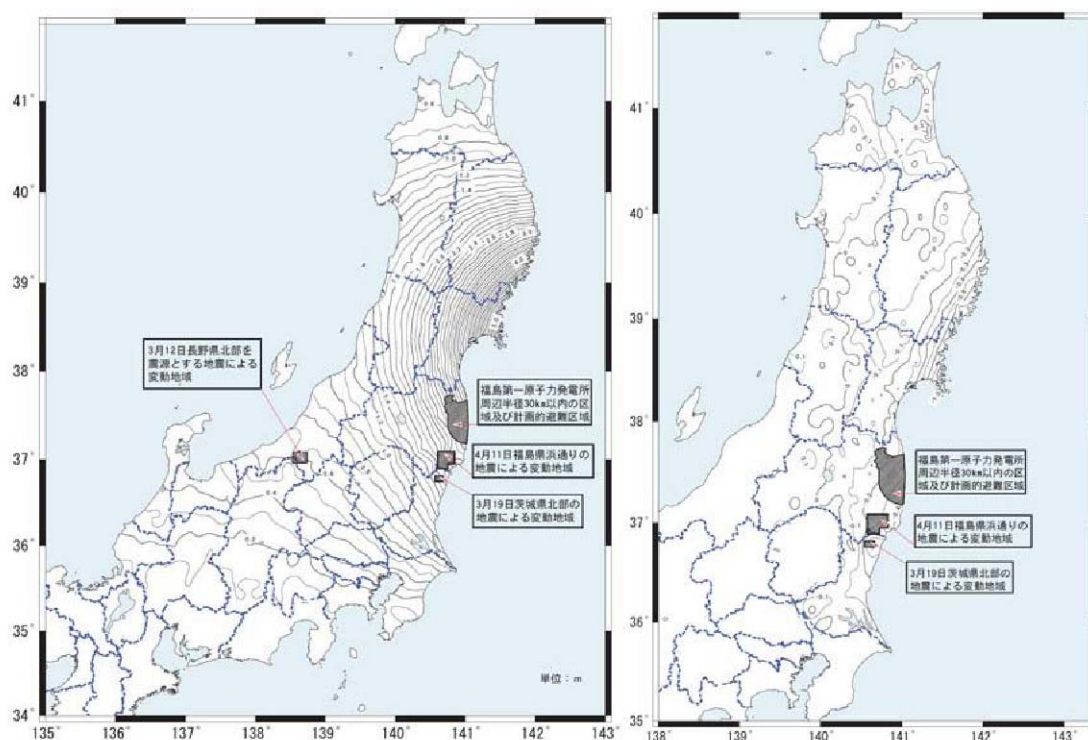 41°
40°
39°
38°
37°
36°
35°
34°
135°
136°
137°
138°
139°
140°
141°
142°
143°
3月12日長野県北部を
震源とする地震による
変動地域
福島第一原子力発電所
周辺半径30km以内の区
域及び計画的避難区域
4月11日福島県浜通りの
地震による変動地域
3月19日茨城県北部の
地震による変動地域
単位：m
41°
40°
39°
38°
37°
36°
35°
138°
139°
140°
141°
142°
143°
福島第一原子力発電所
周辺半径30km以内の区
域及び計画的避難区域
4月11日福島県浜通りの
地震による変動地域
3月19日茨城県北部の
地震による変動地域